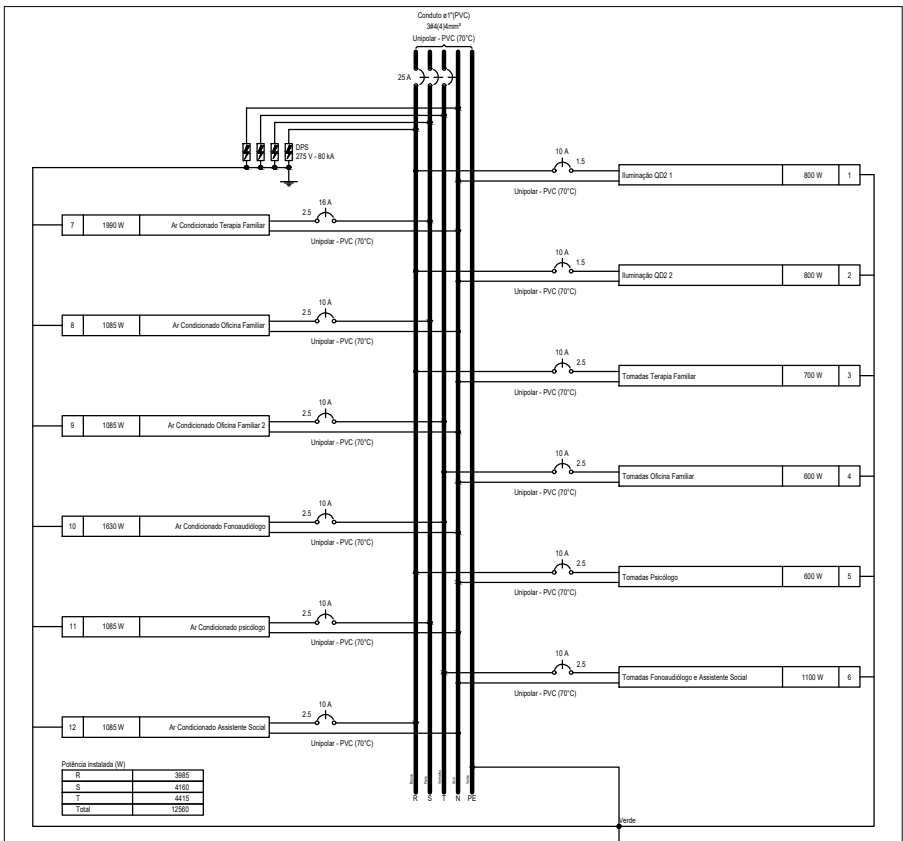 Conduto ø1"(PVC)
3#4(4)4mm²
Unipolar - PVC (70°C)
25 A
DPS
275 V - 80 kA
10 A
1.5
Iluminação QD2 1 800 W 1
Unipolar - PVC (70°C)
16 A
2.5
7 1990 W Ar Condicionado Terapia Familiar
Unipolar - PVC (70°C)
10 A
1.5
Iluminação QD2 2 800 W 2
Unipolar - PVC (70°C)
10 A
2.5
8 1085 W Ar Condicionado Oficina Familiar
Unipolar - PVC (70°C)
10 A
2.5
Tomadas Terapia Familiar 700 W 3
Unipolar - PVC (70°C)
10 A
2.5
9 1085 W Ar Condicionado Oficina Familiar 2
Unipolar - PVC (70°C)
10 A
2.5
Tomadas Oficina Familiar 600 W 4
Unipolar - PVC (70°C)
10 A
2.5
10 1630 W Ar Condicionado Fonoaudiólogo
Unipolar - PVC (70°C)
10 A
2.5
Tomadas Psicólogo 600 W 5
Unipolar - PVC (70°C)
10 A
2.5
11 1085 W Ar Condicionado psicólogo
Unipolar - PVC (70°C)
10 A
2.5
Tomadas Fonoaudiólogo e Assistente Social 1100 W 6
Unipolar - PVC (70°C)
10 A
2.5
12 1085 W Ar Condicionado Assistente Social
Unipolar - PVC (70°C)
Potência instalada (W)
R 3985
S 4160
T 4415
Total 12560
R S T N PE
Verde